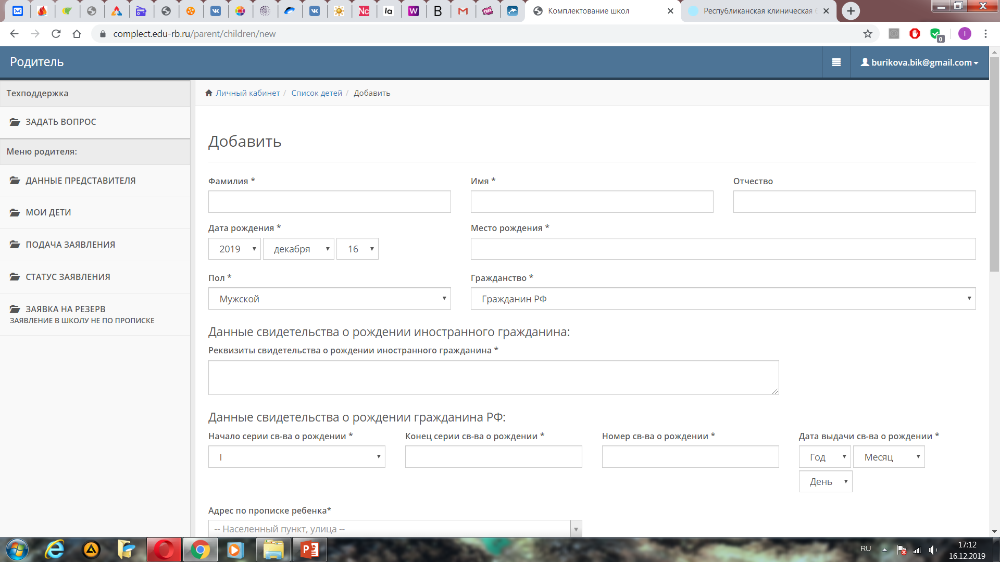 Комплектование школ
Республиканская клиническая
complect.edu-rb.ru/parent/children/new
Родитель
burikova.bik@gmail.com
Техподдержка
ЗАДАТЬ ВОПРОС
Меню родителя:
ДАННЫЕ ПРЕДСТАВИТЕЛЯ
МОИ ДЕТИ
ПОДАЧА ЗАЯВЛЕНИЯ
СТАТУС ЗАЯВЛЕНИЯ
ЗАЯВКА НА РЕЗЕРВ
ЗАЯВЛЕНИЕ В ШКОЛУ НЕ ПО ПРОПИСКЕ
Личный кабинет / Список детей / Добавить
Добавить
Фамилия * Имя * Отчество
Дата рождения * Место рождения *
2019 декабря 16
Пол * Гражданство *
Мужской Гражданин РФ
Данные свидетельства о рождении иностранного гражданина:
Реквизиты свидетельства о рождении иностранного гражданина *
Данные свидетельства о рождении гражданина РФ:
Начало серии св-ва о рождении * Конец серии св-ва о рождении * Номер св-ва о рождении * Дата выдачи св-ва о рождении *
I Год Месяц
День
Адрес по прописке ребенка*
-- Населенный пункт, улица --
RU
17:12
16.12.2019